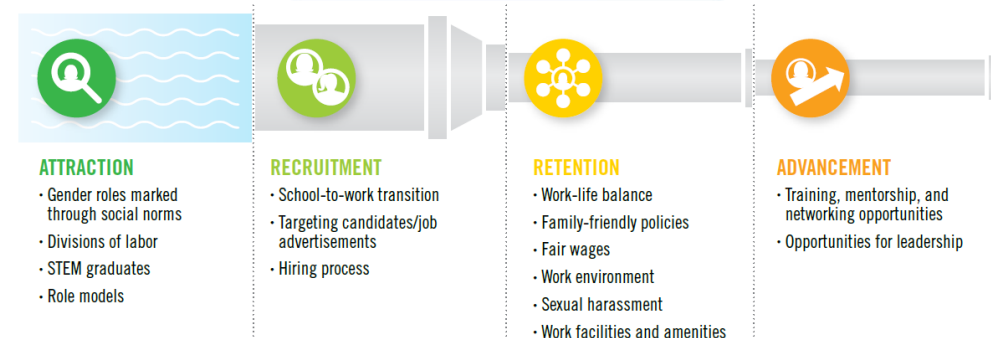 ATTRACTION
· Gender roles marked
through social norms
· Divisions of labor
· STEM graduates
· Role models
RECRUITMENT
· School-to-work transition
· Targeting candidates/job
advertisements
· Hiring process
RETENTION
· Work-life balance
· Family-friendly policies
· Fair wages
· Work environment
· Sexual harassment
· Work facilities and amenities
ADVANCEMENT
· Training, mentorship, and
networking opportunities
· Opportunities for leadership